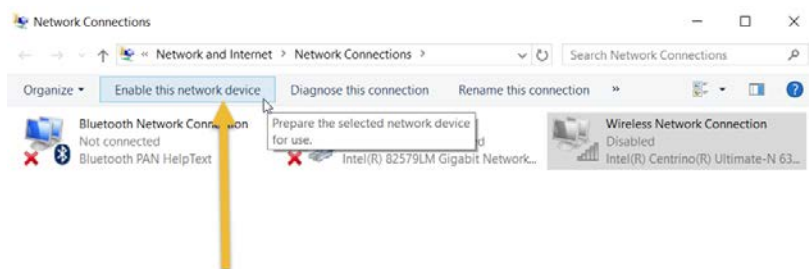 Network Connections
« Network and Internet > Network Connections >
Search Network Connections
Organize Enable this network device Diagnose this connection Rename this connection »
Bluetooth Network Connection
Not connected
Bluetooth PAN HelpText
Prepare the selected network device
for use.
Intel(R) 82579LM Gigabit Network...
Wireless Network Connection
Disabled
Intel(R) Centrino(R) Ultimate-N 63...